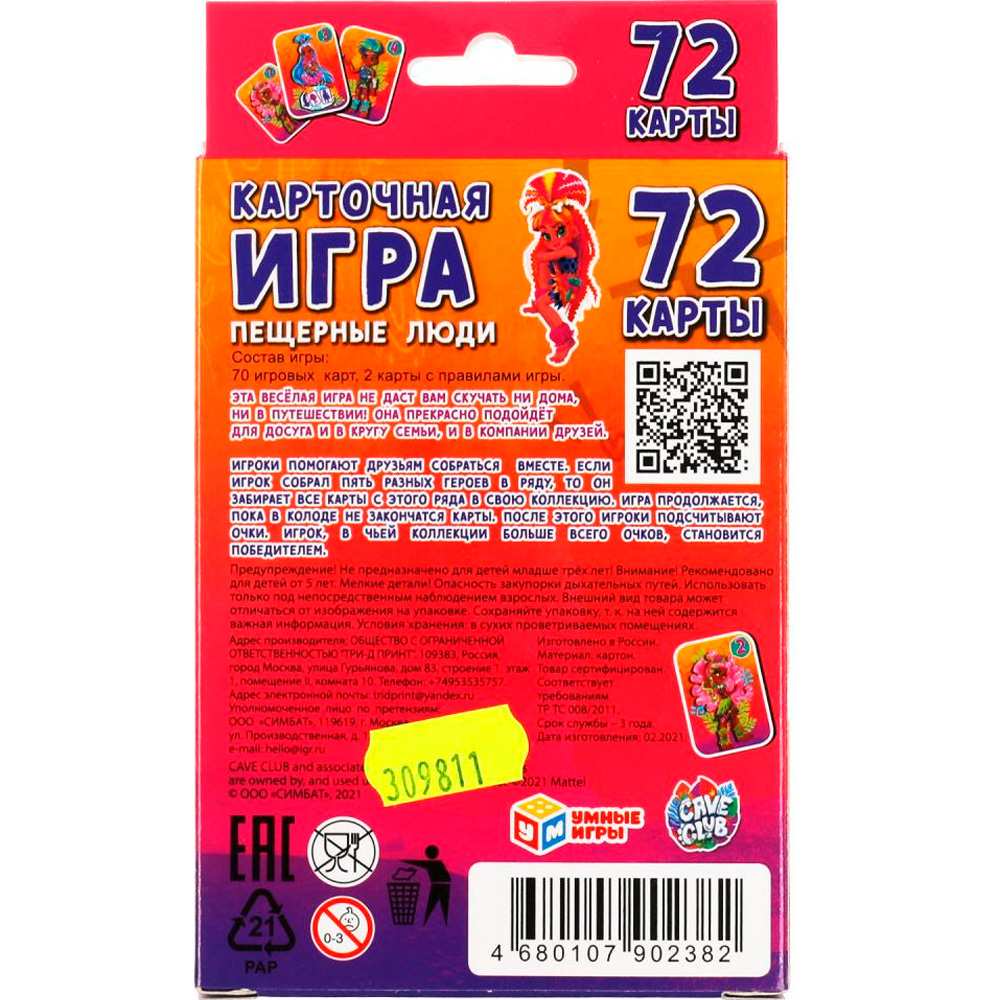 72
КАРТЫ
КАРТОЧНАЯ
ИГРА
ПЕЩЕРНЫЕ ЛЮДИ
72
КАРТЫ
Состав игры:
70 игровых карт, 2 карты с правилами игры.
ЭТА ВЕСЁЛАЯ ИГРА НЕ ДАСТ ВАМ СКУЧАТЬ НИ ДОМА,
НИ В ПУТЕШЕСТВИИ! ОНА ПРЕКРАСНО ПОДОЙДЁТ
ДЛЯ ДОСУГА И В КРУГУ СЕМЬИ, И В КОМПАНИИ ДРУЗЕЙ.
ИГРОКИ ПОМОГАЮТ ДРУЗЬЯМ СОБРАТЬСЯ ВМЕСТЕ. ЕСЛИ
ИГРОК СОБРАЛ ПЯТЬ РАЗНЫХ ГЕРОЕВ В РЯДУ, ТО ОН
ЗАБИРАЕТ ВСЕ КАРТЫ С ЭТОГО РЯДА В СВОЮ КОЛЛЕКЦИЮ. ИГРА ПРОДОЛЖАЕТСЯ,
ПОКА В КОЛОДЕ НЕ ЗАКОНЧАТСЯ КАРТЫ. ПОСЛЕ ЭТОГО ИГРОКИ ПОДСЧИТЫВАЮТ
ОЧКИ. ИГРОК, В ЧЬЕЙ КОЛЛЕКЦИИ БОЛЬШЕ ВСЕГО ОЧКОВ, СТАНОВИТСЯ
ПОБЕДИТЕЛЕМ.
Предупреждение! Не предназначено для детей младше трёх лет! Внимание! Рекомендовано
для детей от 5 лет. Мелкие детали! Опасность закупорки дыхательных путей. Использовать
только под непосредственным наблюдением взрослых. Внешний вид товара может
отличаться от изображения на упаковке. Сохраняйте упаковку, т. к. на ней содержится
важная информация. Условия хранения: в сухих проветриваемых помещениях.
Адрес производителя: ОБЩЕСТВО С ОГРАНИЧЕННОЙ
ОТВЕТСТВЕННОСТЬЮ "ТРИ-Д ПРИНТ". 109383, Россия,
город Москва, улица Гурьянова, дом 83, строение 1, этаж
1, помещение II, комната 10. Телефон: +74953535757.
Адрес электронной почты: tridprint@yandex.ru
Уполномоченное лицо по претензиям:
ООО «СИМБАТ», 119619, г. Москва
ул. Производственная, д. 1
e-mail: hello@igr.ru
CAVE CLUB and associate
are owned by, and used u ©2021 Mattel
© ООО «СИМБАТ», 2021
Изготовлено в России.
Материал: картон.
Товар сертифицирован.
Соответствует
требованиям
ТР ТС 008/2011.
Срок службы – 3 года.
Дата изготовления: 02.2021
2
309811
УМ
УМНЫЕ
ИГРЫ
CAVE
CLUB
EAC
21
PAP
0-3
4 680107 902382